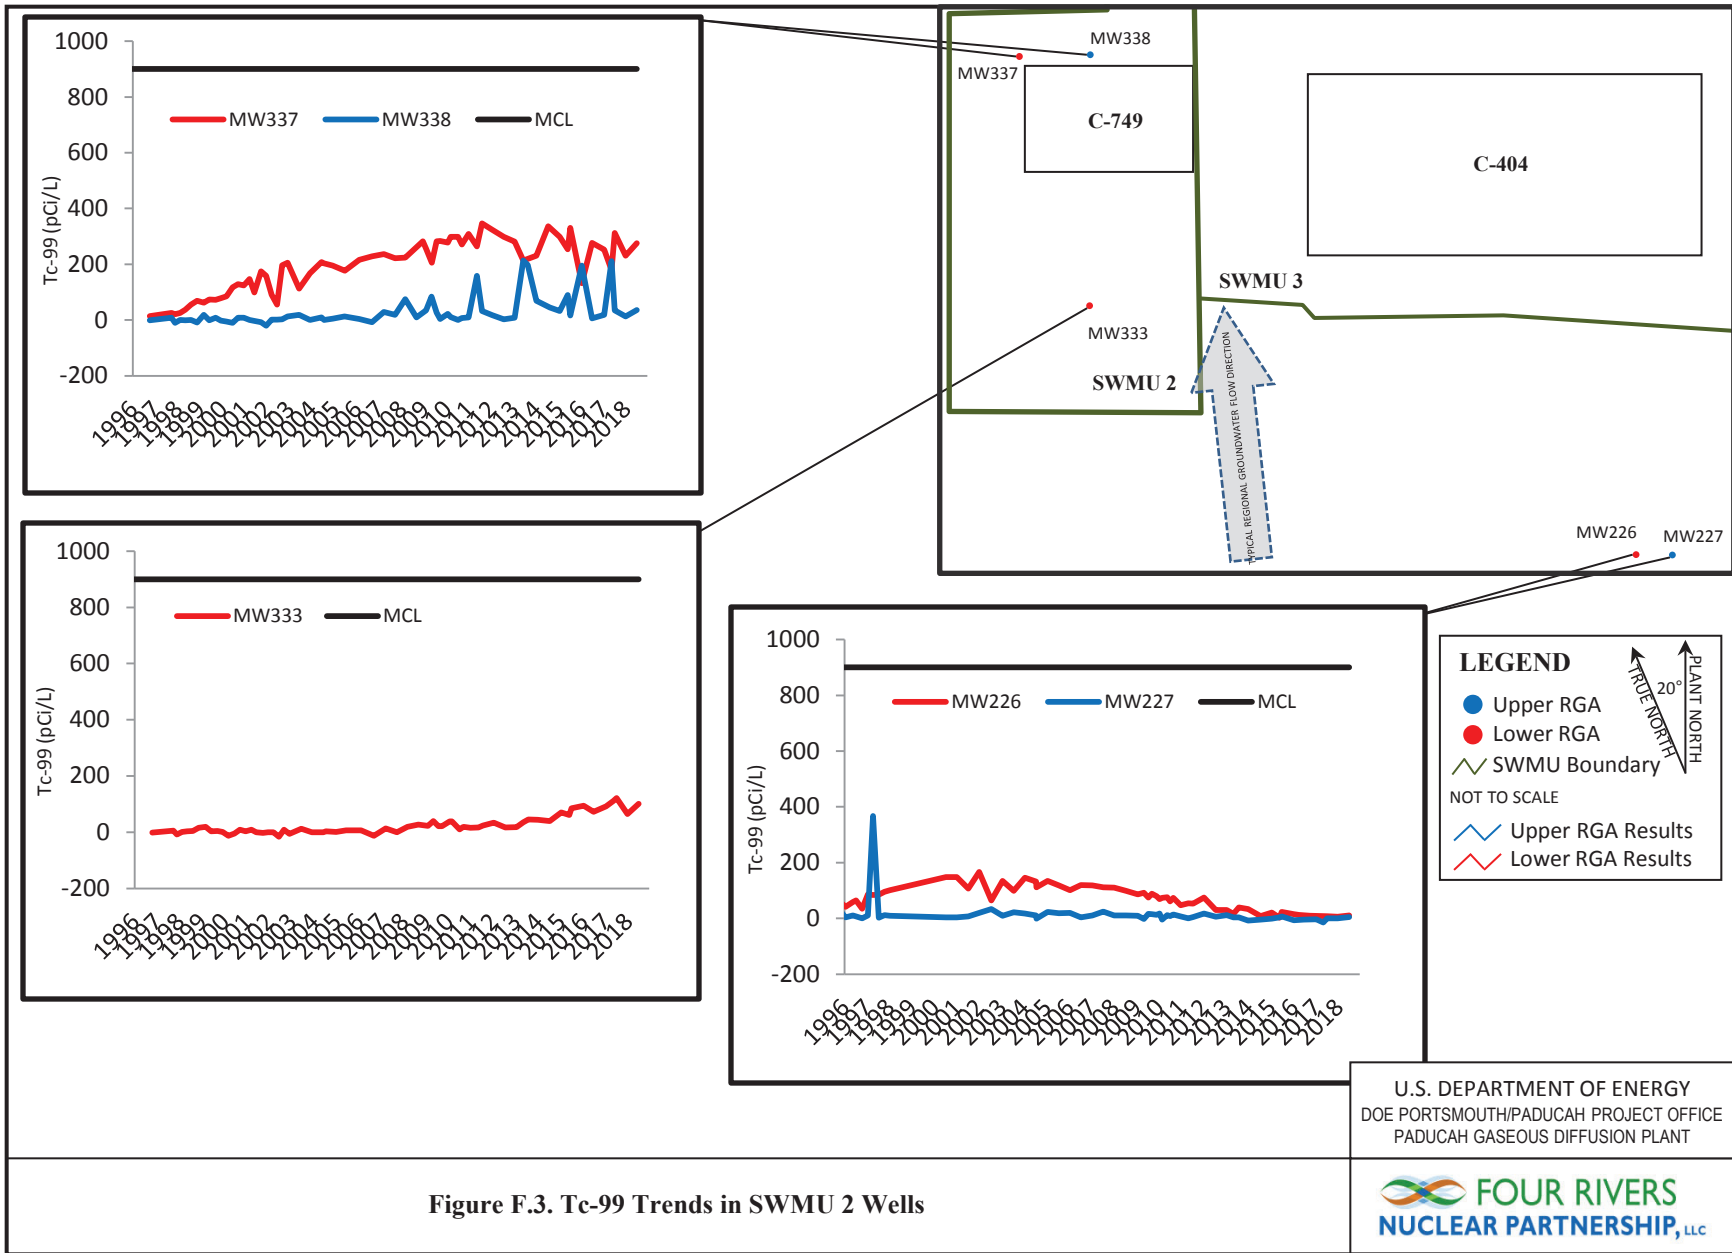 1000
800
600
400
200
0
-200
Tc-99 (pCi/L)
MW337
MW338
MCL
1996
1997
1998
1999
2000
2001
2002
2003
2004
2005
2006
2007
2008
2009
2010
2011
2012
2013
2014
2015
2016
2017
2018
MW338
MW337
C-749
C-404
SWMU 3
MW333
SWMU 2
TYPICAL REGIONAL GROUNDWATER FLOW DIRECTION
MW226
MW227
1000
800
600
400
200
0
-200
Tc-99 (pCi/L)
MW333
MCL
1996
1997
1998
1999
2000
2001
2002
2003
2004
2005
2006
2007
2008
2009
2010
2011
2012
2013
2014
2015
2016
2017
2018
1000
800
600
400
200
0
-200
Tc-99 (pCi/L)
MW226
MW227
MCL
1996
1997
1998
1999
2000
2001
2002
2003
2004
2005
2006
2007
2008
2009
2010
2011
2012
2013
2014
2015
2016
2017
2018
LEGEND
Upper RGA
Lower RGA
SWMU Boundary
NOT TO SCALE
Upper RGA Results
Lower RGA Results
TRUE NORTH
20°
PLANT NORTH
U.S. DEPARTMENT OF ENERGY
DOE PORTSMOUTH/PADUCAH PROJECT OFFICE
PADUCAH GASEOUS DIFFUSION PLANT
Figure F.3. Tc-99 Trends in SWMU 2 Wells
FOUR RIVERS
NUCLEAR PARTNERSHIP, LLC